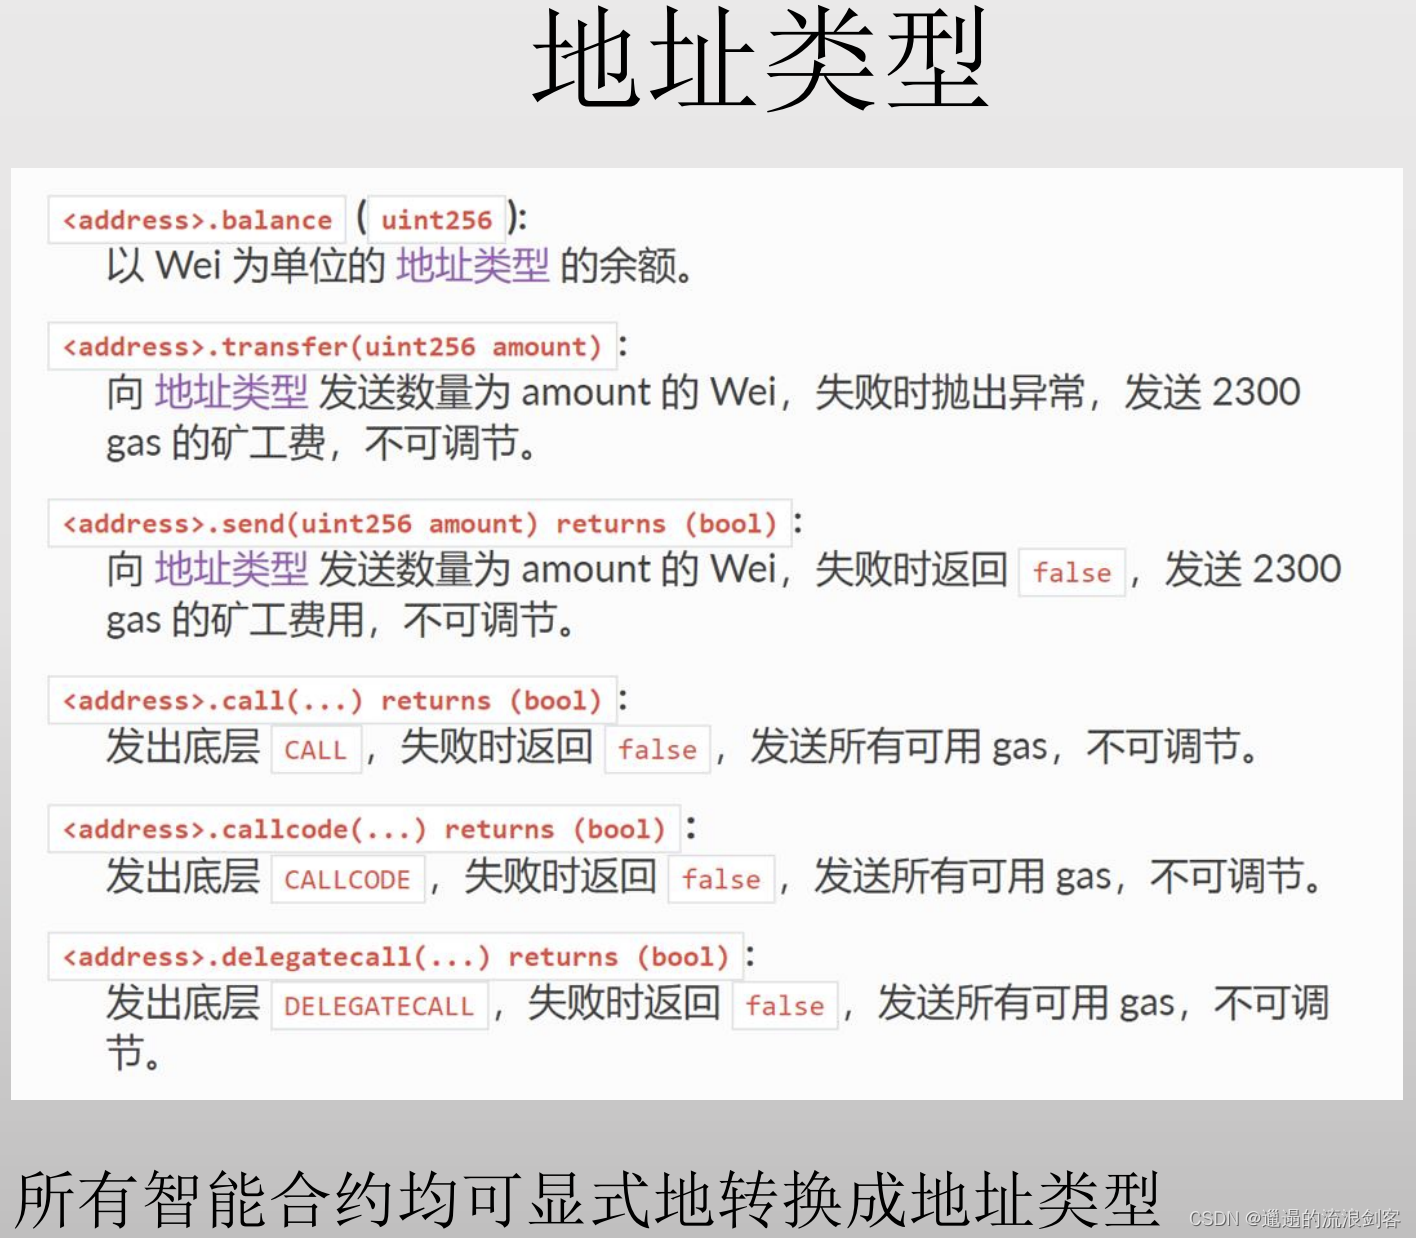 地址类型
<address>.balance (uint256):
以 Wei 为单位的 地址类型 的余额。
<address>.transfer(uint256 amount):
向 地址类型 发送数量为 amount 的 Wei，失败时抛出异常，发送 2300
gas 的矿工费，不可调节。
<address>.send(uint256 amount) returns (bool):
向 地址类型 发送数量为 amount 的 Wei，失败时返回 false，发送 2300
gas 的矿工费用，不可调节。
<address>.call(...) returns (bool):
发出底层 CALL，失败时返回 false，发送所有可用 gas，不可调节。
<address>.callcode(...) returns (bool)：
发出底层 CALLCODE，失败时返回 false，发送所有可用 gas，不可调节。
<address>.delegatecall(...) returns (bool):
发出底层 DELEGATECALL，失败时返回 false，发送所有可用 gas，不可调
节。
所有智能合约均可显式地转换成地址类型
CSDN @邋遢的流浪剑客